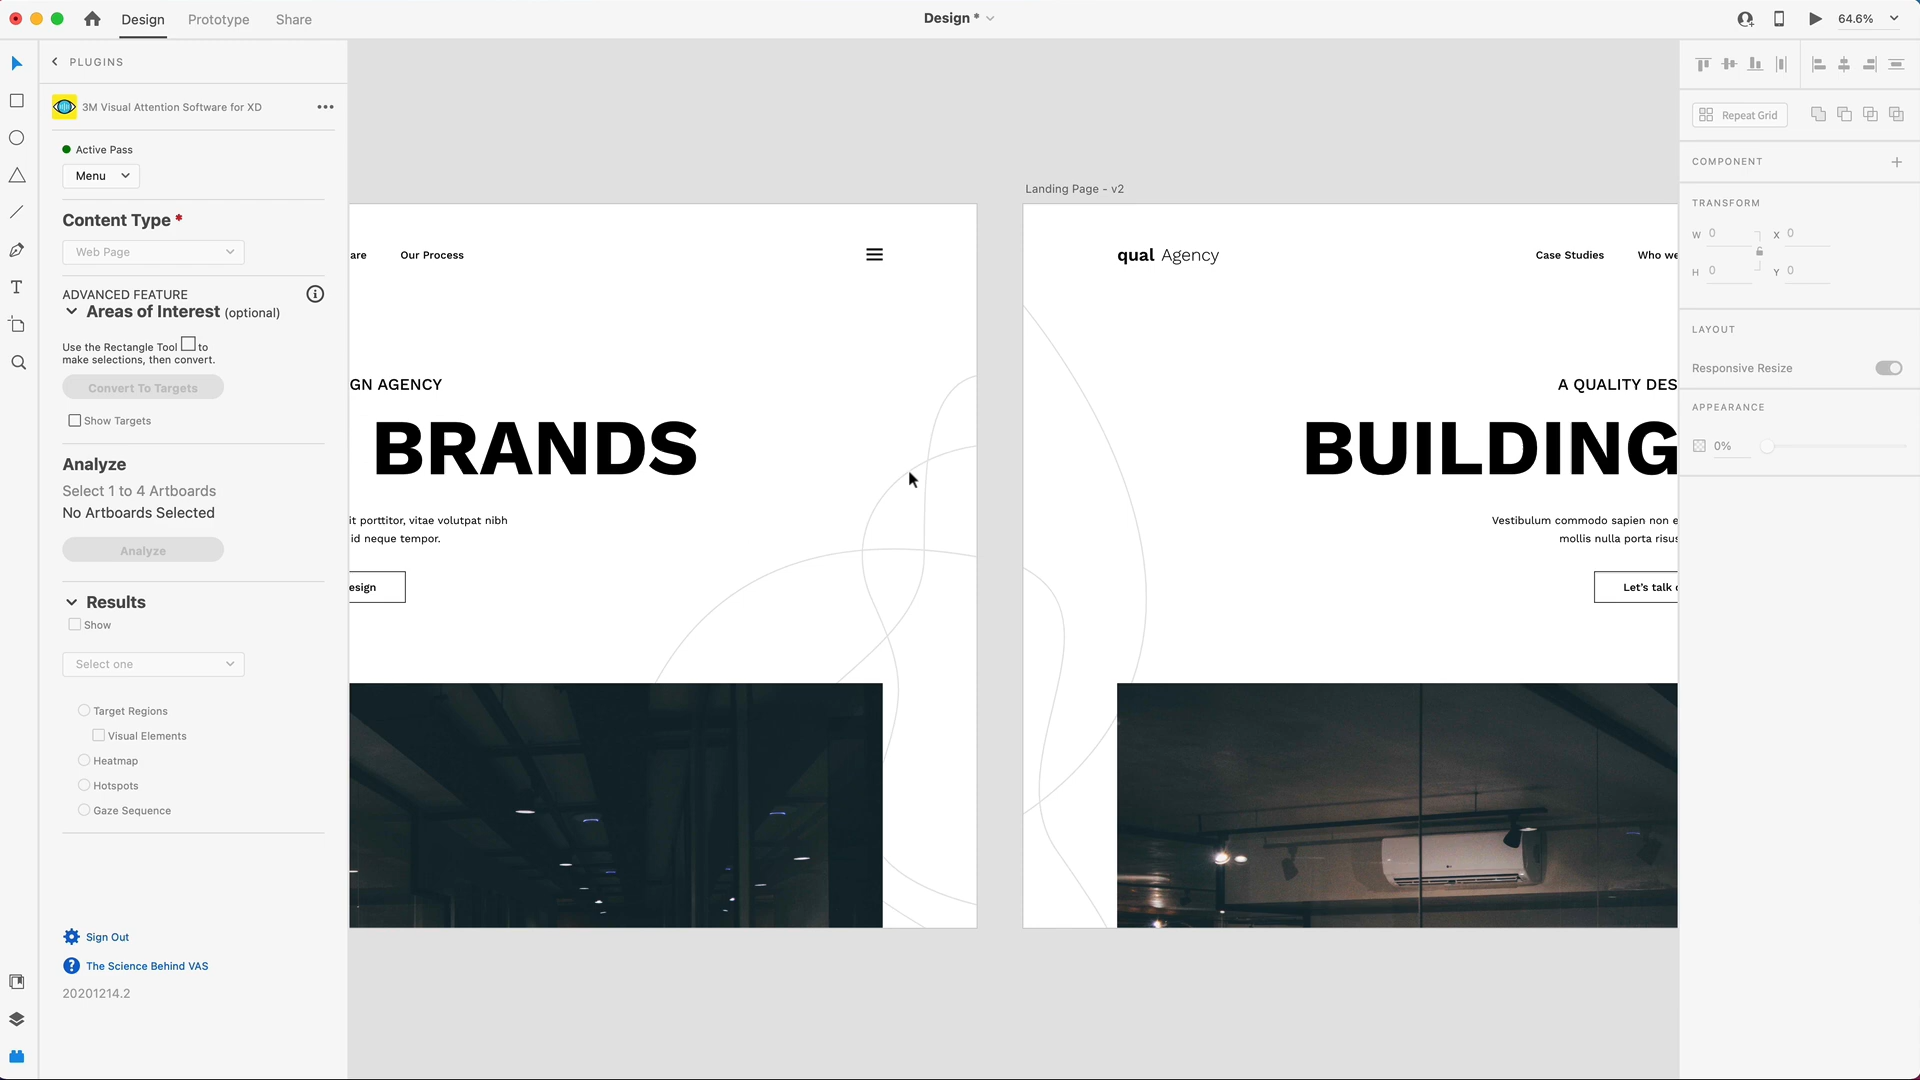 Design
Prototype
Share
Design *
64.6%
PLUGINS
3M Visual Attention Software for XD
Active Pass
Menu
Content Type *
Web Page
ADVANCED FEATURE
Areas of Interest (optional)
Use the Rectangle Tool to
make selections, then convert.
Convert To Targets
Show Targets
Analyze
Select 1 to 4 Artboards
No Artboards Selected
Analyze
Results
Show
Select one
Target Regions
Visual Elements
Heatmap
Hotspots
Gaze Sequence
Sign Out
The Science Behind VAS
20201214.2
are
Our Process
GN AGENCY
BRANDS
it porttitor, vitae volutpat nibh
id neque tempor.
esign
Landing Page - v2
qual Agency
Case Studies
Who we
A QUALITY DES
BUILDING
Vestibulum commodo sapien non e
mollis nulla porta risus
Let's talk
Repeat Grid
COMPONENT
TRANSFORM
W 0
X 0
H 0
Y 0
LAYOUT
Responsive Resize
APPEARANCE
0%